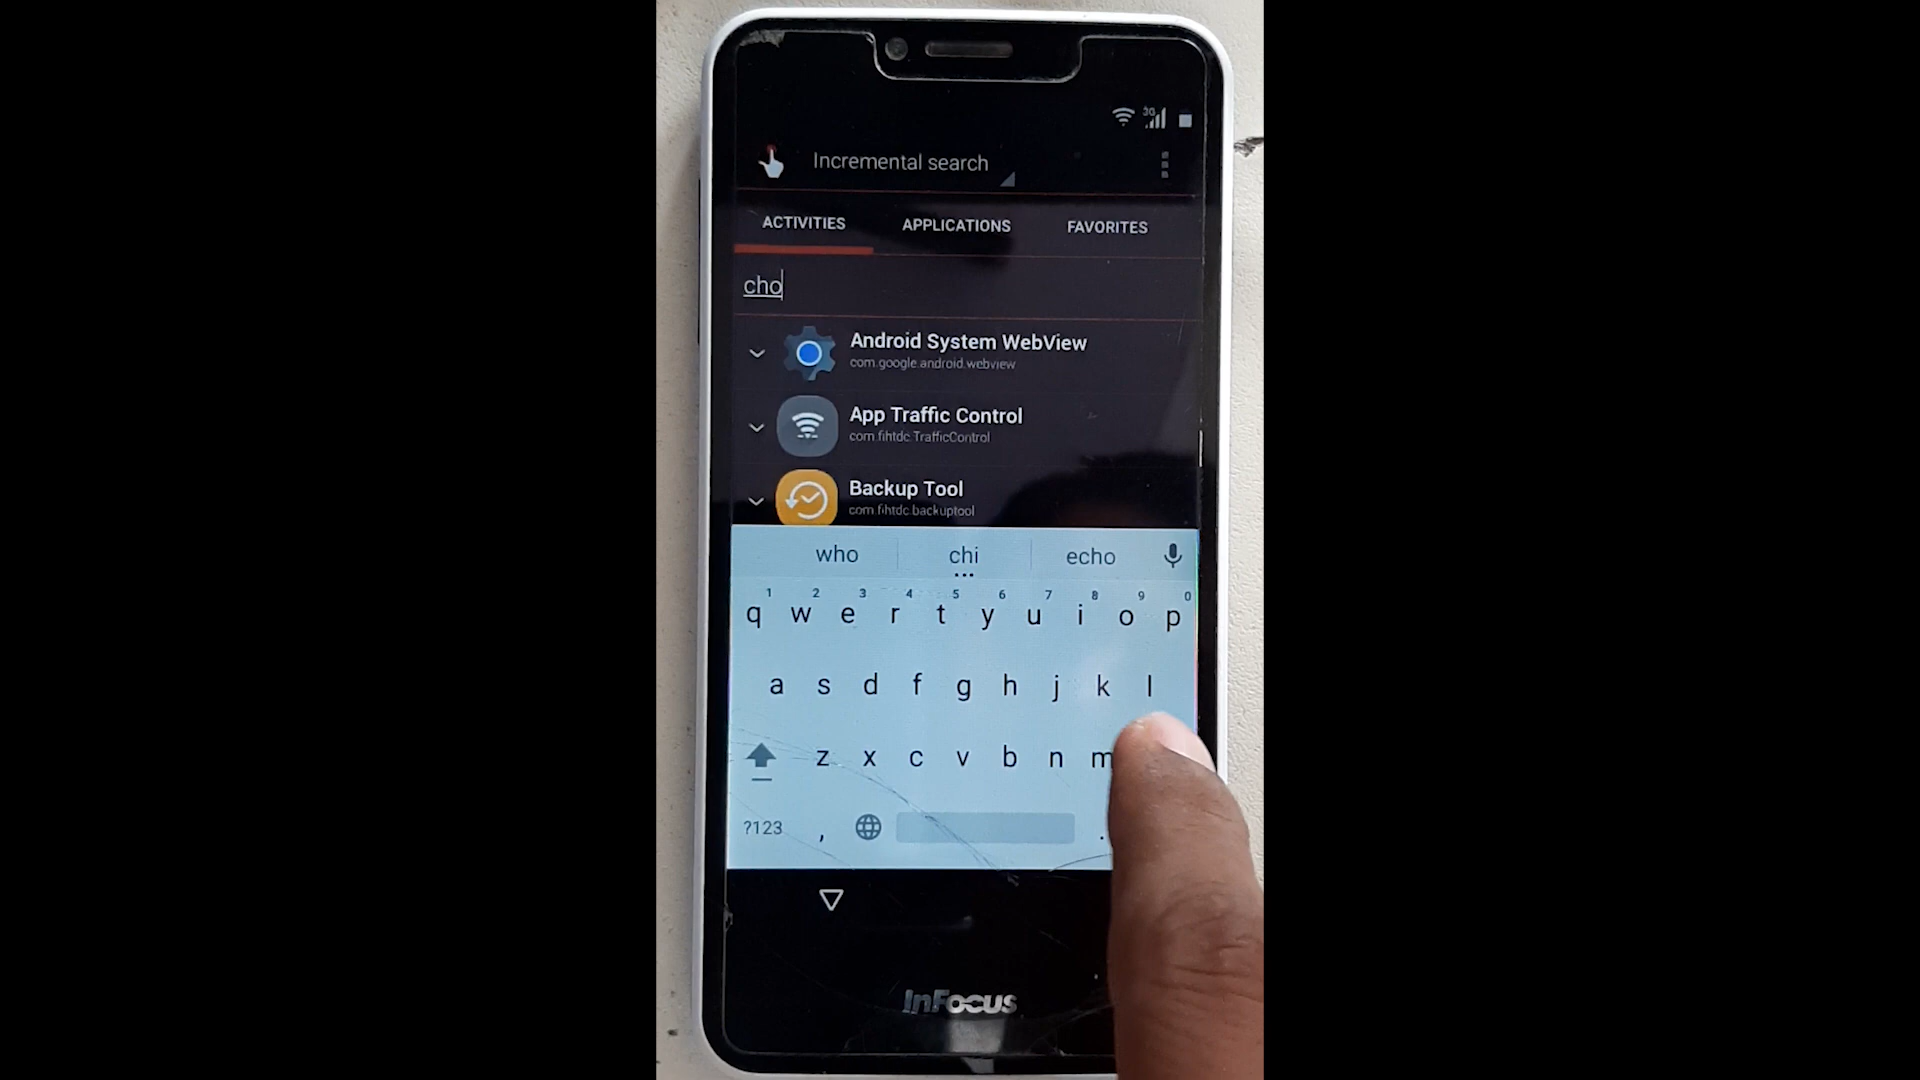 3G
Incremental search
ACTIVITIES APPLICATIONS FAVORITES
cho
Android System WebView
com.google.android.webview
App Traffic Control
com.fihtdc.TrafficControl
Backup Tool
com.fihtdc.backuptool
who chi echo
1 2 3 4 5 6 7 8 9 0
q w e r t y u i o p
a s d f g h j k l
z x c v b n m
?123 , .
InFocus